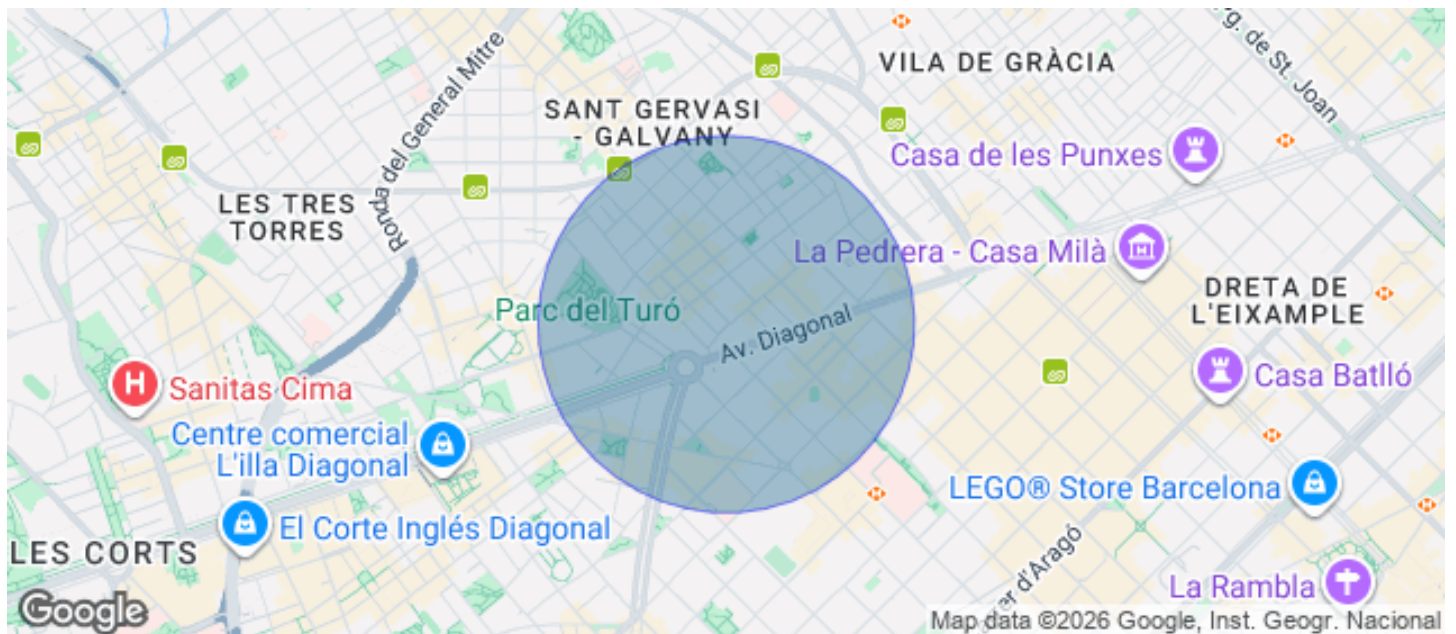 Pg. de St. Joan
VILA DE GRÀCIA
Ronda del General Mitre
SANT GERVASI
- GALVANY
Casa de les Punxes
LES TRES
TORRES
La Pedrera - Casa Milà
DRETA DE
L'EIXAMPLE
Parc del Turó
Av. Diagonal
H
Sanitas Cima
Casa Batlló
Centre comercial
L'illa Diagonal
LEGO® Store Barcelona
El Corte Inglés Diagonal
LES CORTS
er d'Aragó
La Rambla
Google
Map data ©2026 Google, Inst. Geogr. Nacional